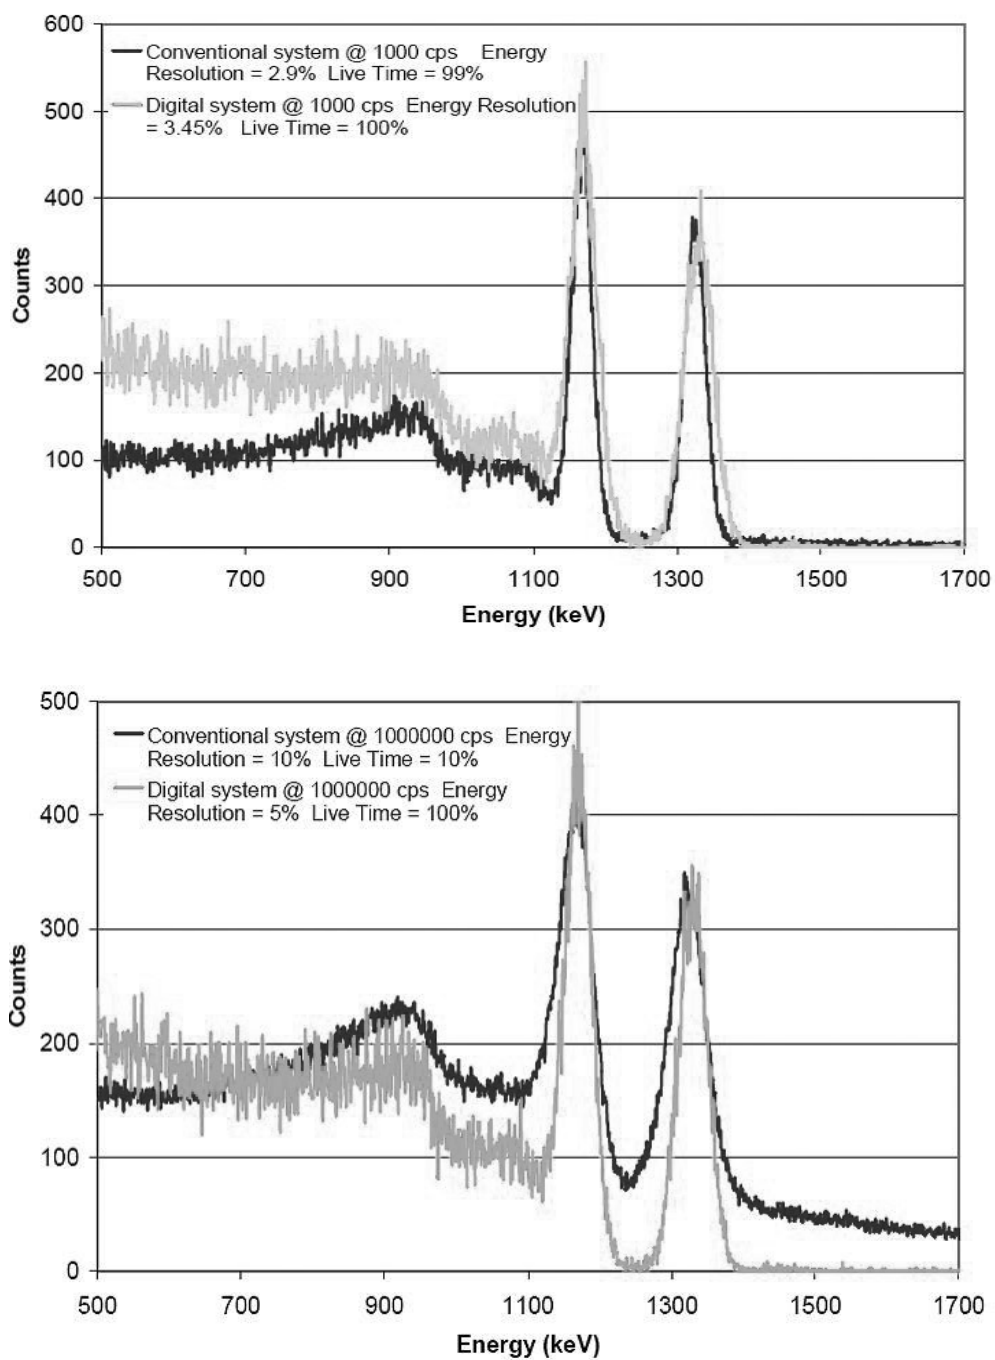 600
500
400
300
200
100
0
Counts
Conventional system @ 1000 cps Energy
Resolution = 2.9% Live Time = 99%
Digital system @ 1000 cps Energy Resolution
= 3.45% Live Time = 100%
500 700 900 1100 1300 1500 1700
Energy (keV)
500
400
300
200
100
0
Counts
Conventional system @ 1000000 cps Energy
Resolution = 10% Live Time = 10%
Digital system @ 1000000 cps Energy
Resolution = 5% Live Time = 100%
500 700 900 1100 1300 1500 1700
Energy (keV)